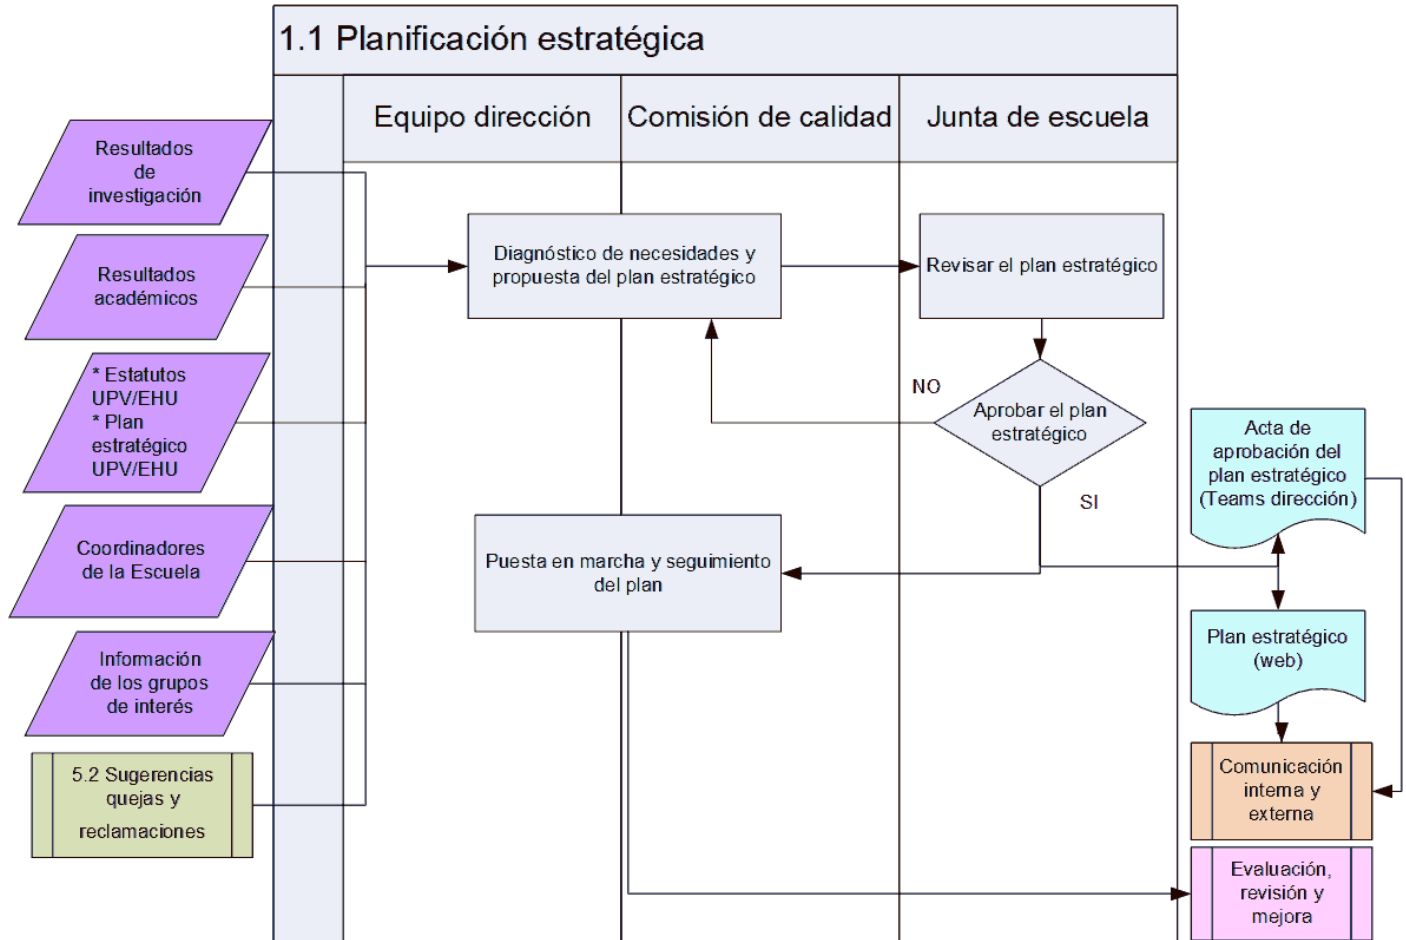 1.1 Planificación estratégica
Equipo dirección
Comisión de calidad
Junta de escuela
Resultados
de
investigación
Resultados
académicos
* Estatutos
UPV/EHU
* Plan
estratégico
UPV/EHU
Coordinadores
de la Escuela
Información
de los grupos
de interés
5.2 Sugerencias
quejas y
reclamaciones
Diagnóstico de necesidades y
propuesta del plan estratégico
Revisar el plan estratégico
NO
Aprobar el plan
estratégico
SI
Puesta en marcha y seguimiento
del plan
Acta de
aprobación del
plan estratégico
(Teams dirección)
Plan estratégico
(web)
Comunicación
interna y
externa
Evaluación,
revisión y
mejora